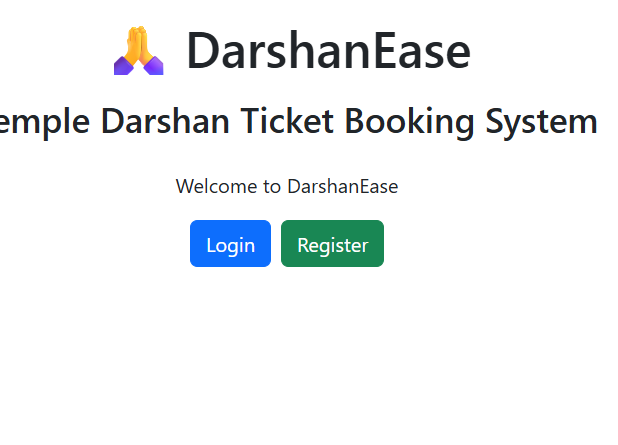 🙏 DarshanEase
emple Darshan Ticket Booking System
Welcome to DarshanEase
Login Register